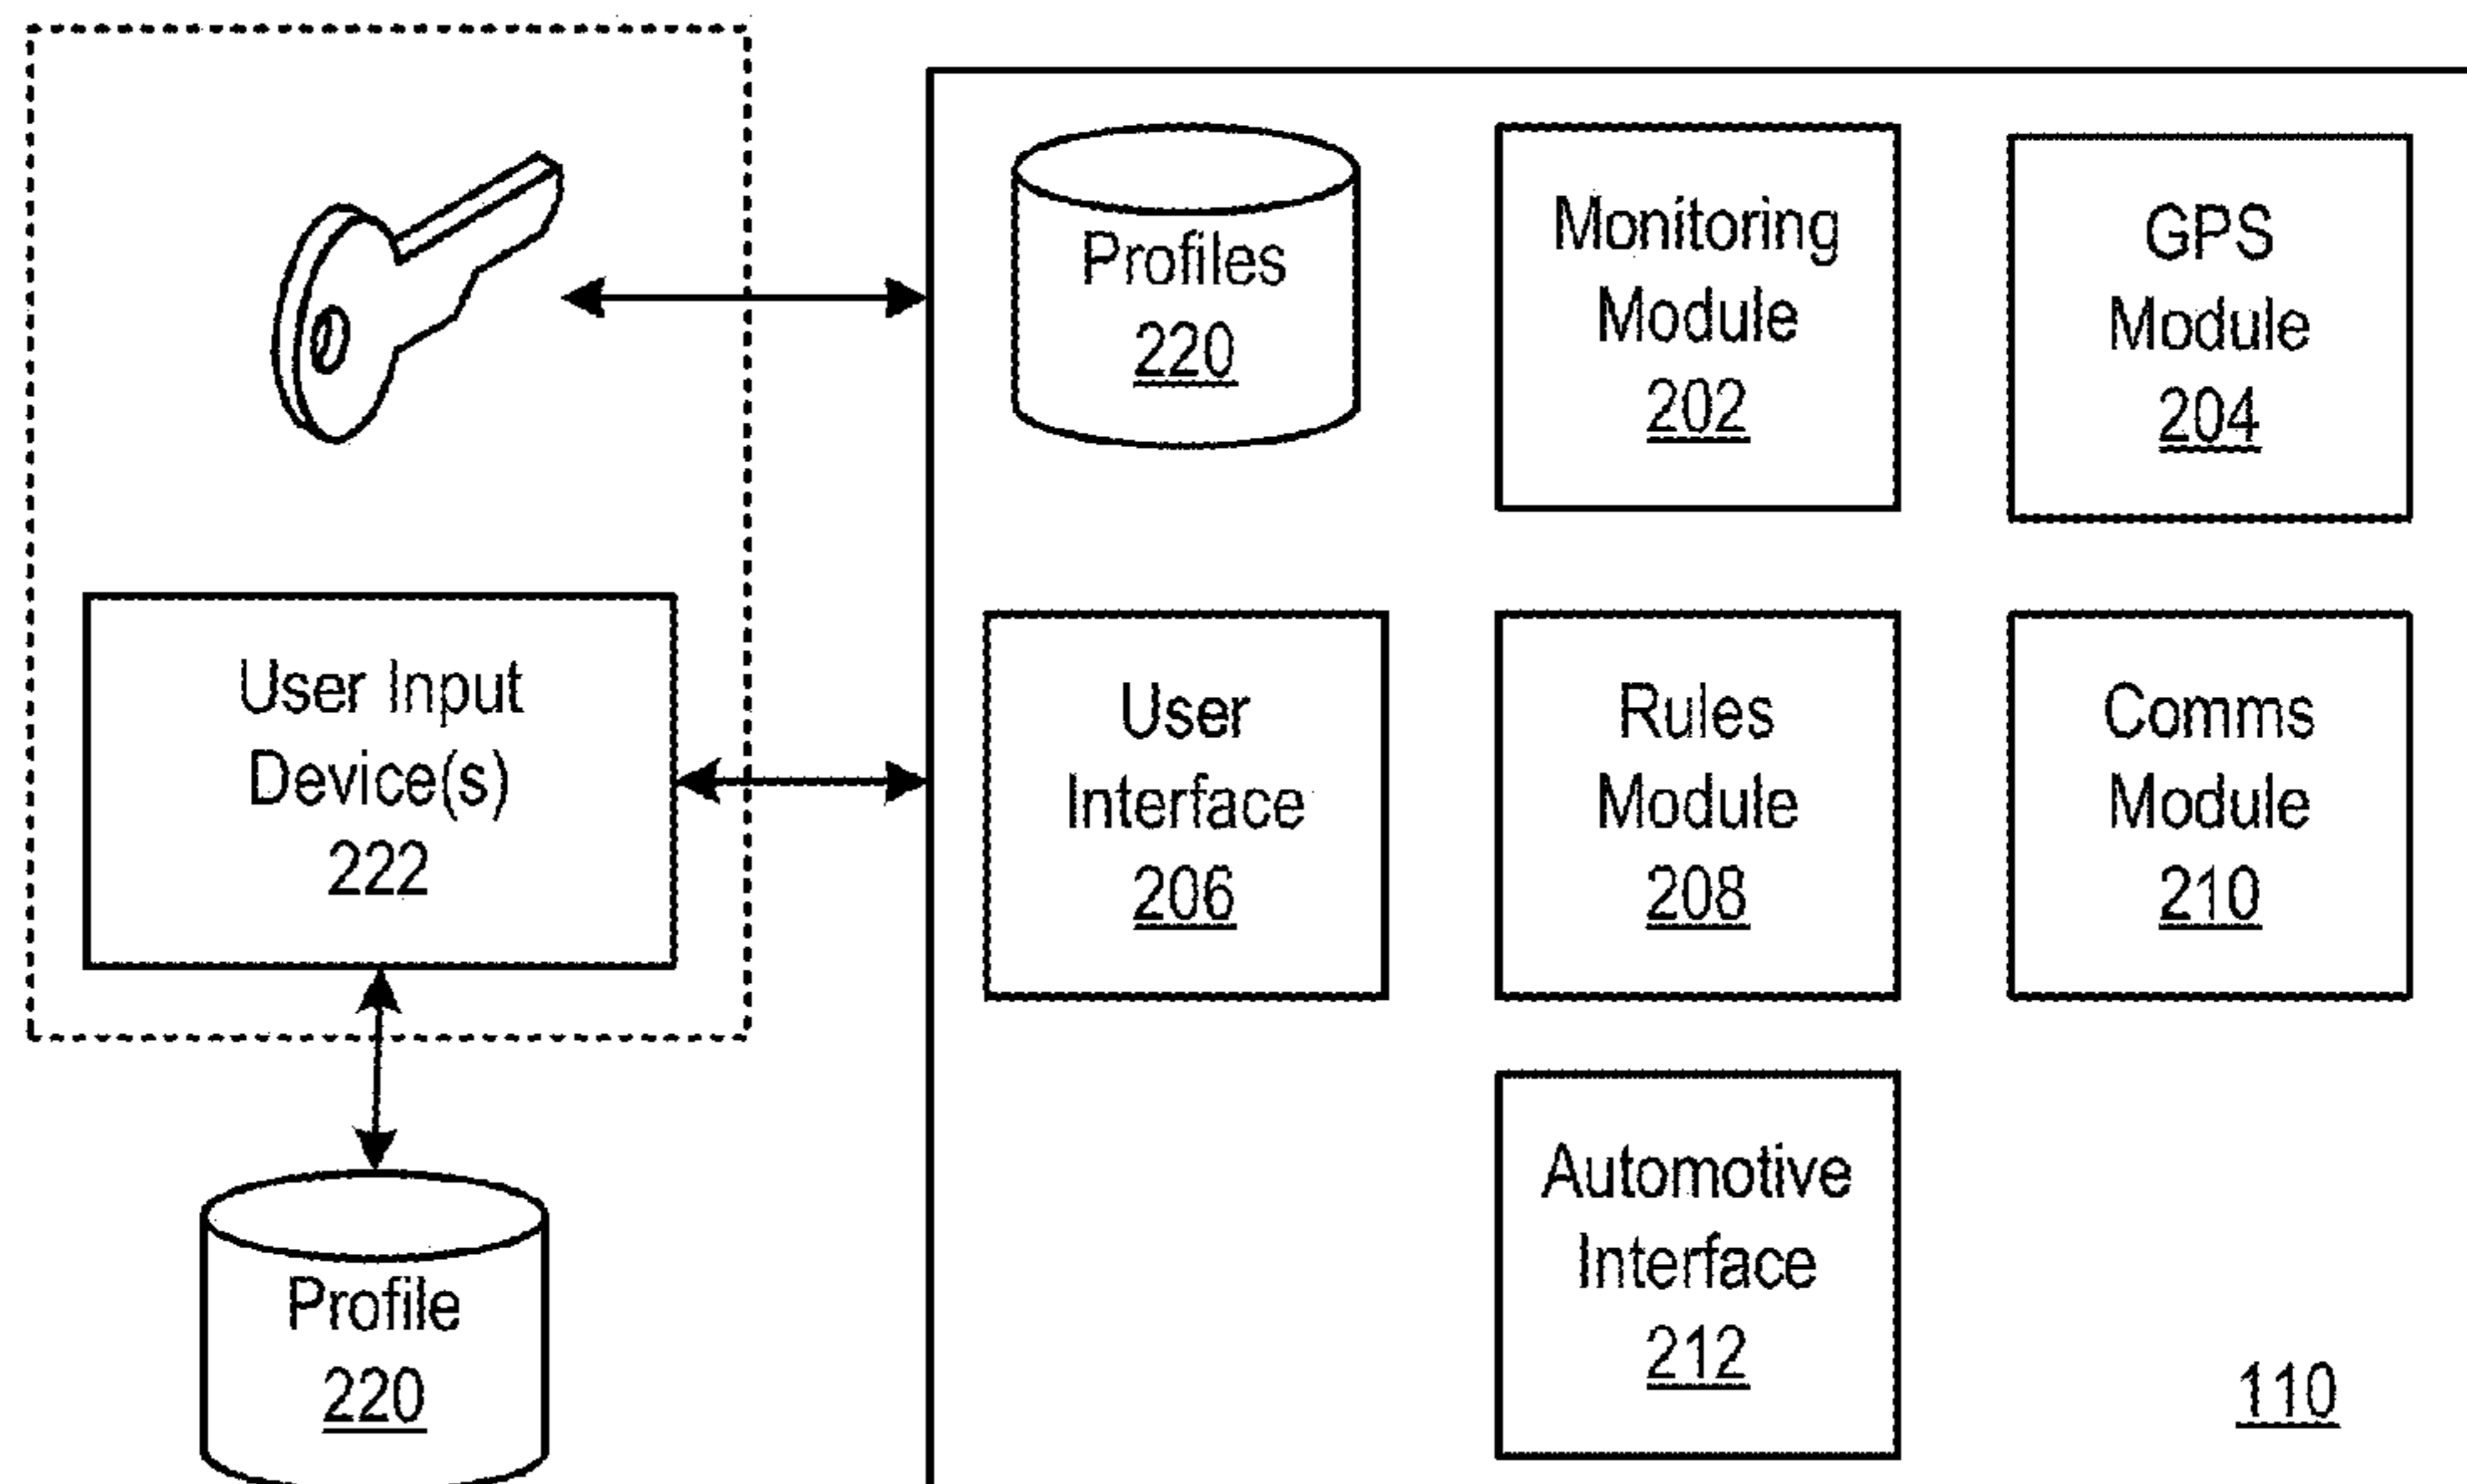 Profiles
220
Monitoring
Module
202
GPS
Module
204
User Input
Device(s)
222
User
Interface
206
Rules
Module
208
Comms
Module
210
Profile
220
Automotive
Interface
212
110